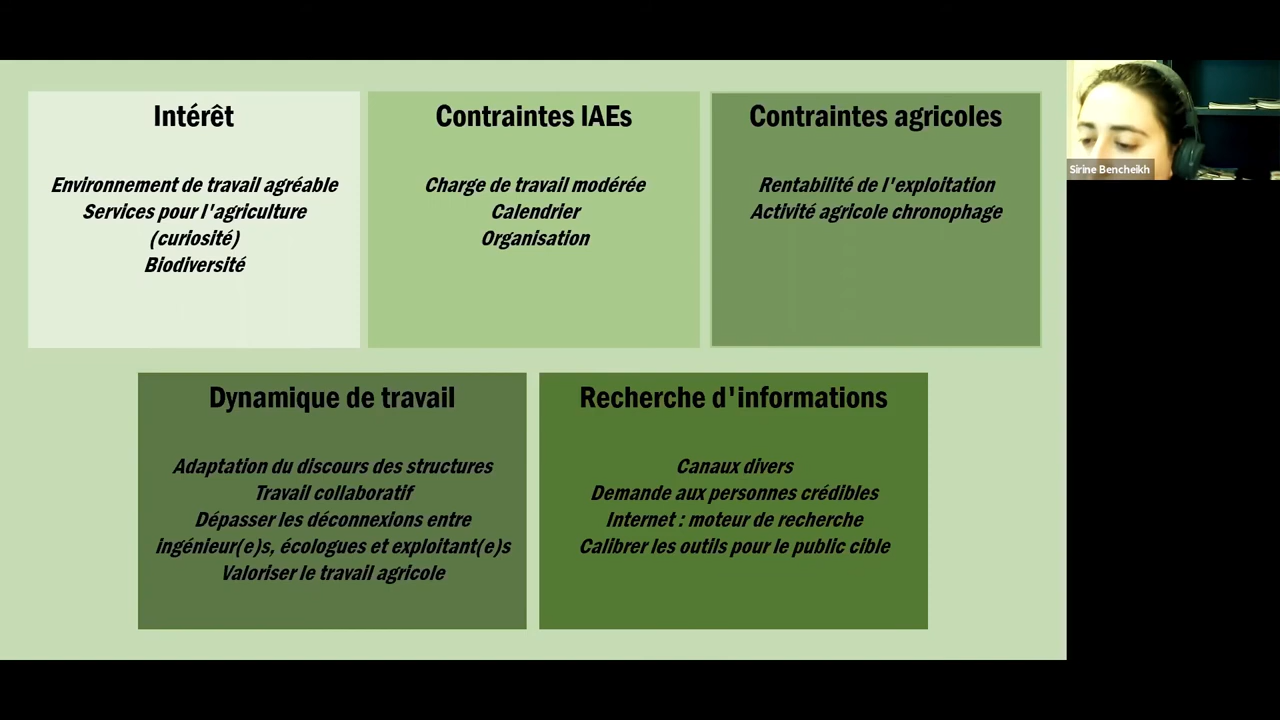 Intérêt
Environnement de travail agréable
Services pour l'agriculture
(curiosité)
Biodiversité
Contraintes IAEs
Charge de travail modérée
Calendrier
Organisation
Contraintes agricoles
Rentabilité de l'exploitation
Activité agricole chronophage
Sirine Bencheikh
Dynamique de travail
Adaptation du discours des structures
Travail collaboratif
Dépasser les déconnexions entre
ingénieur(e)s, écologues et exploitant(e)s
Valoriser le travail agricole
Recherche d'informations
Canaux divers
Demande aux personnes crédibles
Internet : moteur de recherche
Calibrer les outils pour le public cible